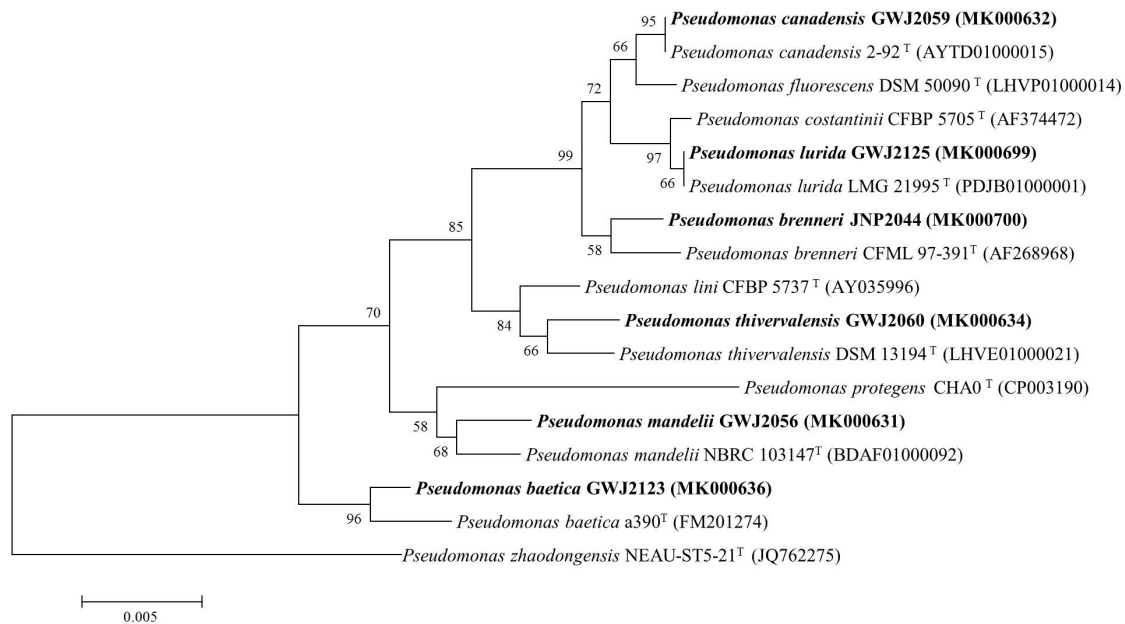 95 Pseudomonas canadensis GWJ2059 (MK000632)
66 Pseudomonas canadensis 2-92 T (AYTD01000015)
72 Pseudomonas fluorescens DSM 50090 T (LHVP01000014)
Pseudomonas costantinii CFBP 5705 T (AF374472)
99 97 Pseudomonas lurida GWJ2125 (MK000699)
66 Pseudomonas lurida LMG 21995 T (PDJB01000001)
85 Pseudomonas brenneri JNP2044 (MK000700)
58 Pseudomonas brenneri CFML 97-391 T (AF268968)
Pseudomonas lini CFBP 5737 T (AY035996)
70 84 Pseudomonas thivervalensis GWJ2060 (MK000634)
66 Pseudomonas thivervalensis DSM 13194 T (LHVE01000021)
Pseudomonas protegens CHA0 T (CP003190)
58 Pseudomonas mandelii GWJ2056 (MK000631)
68 Pseudomonas mandelii NBRC 103147 T (BDAF01000092)
Pseudomonas baetica GWJ2123 (MK000636)
96 Pseudomonas baetica a390 T (FM201274)
Pseudomonas zhaodongensis NEAU-ST5-21 T (JQ762275)
0.005